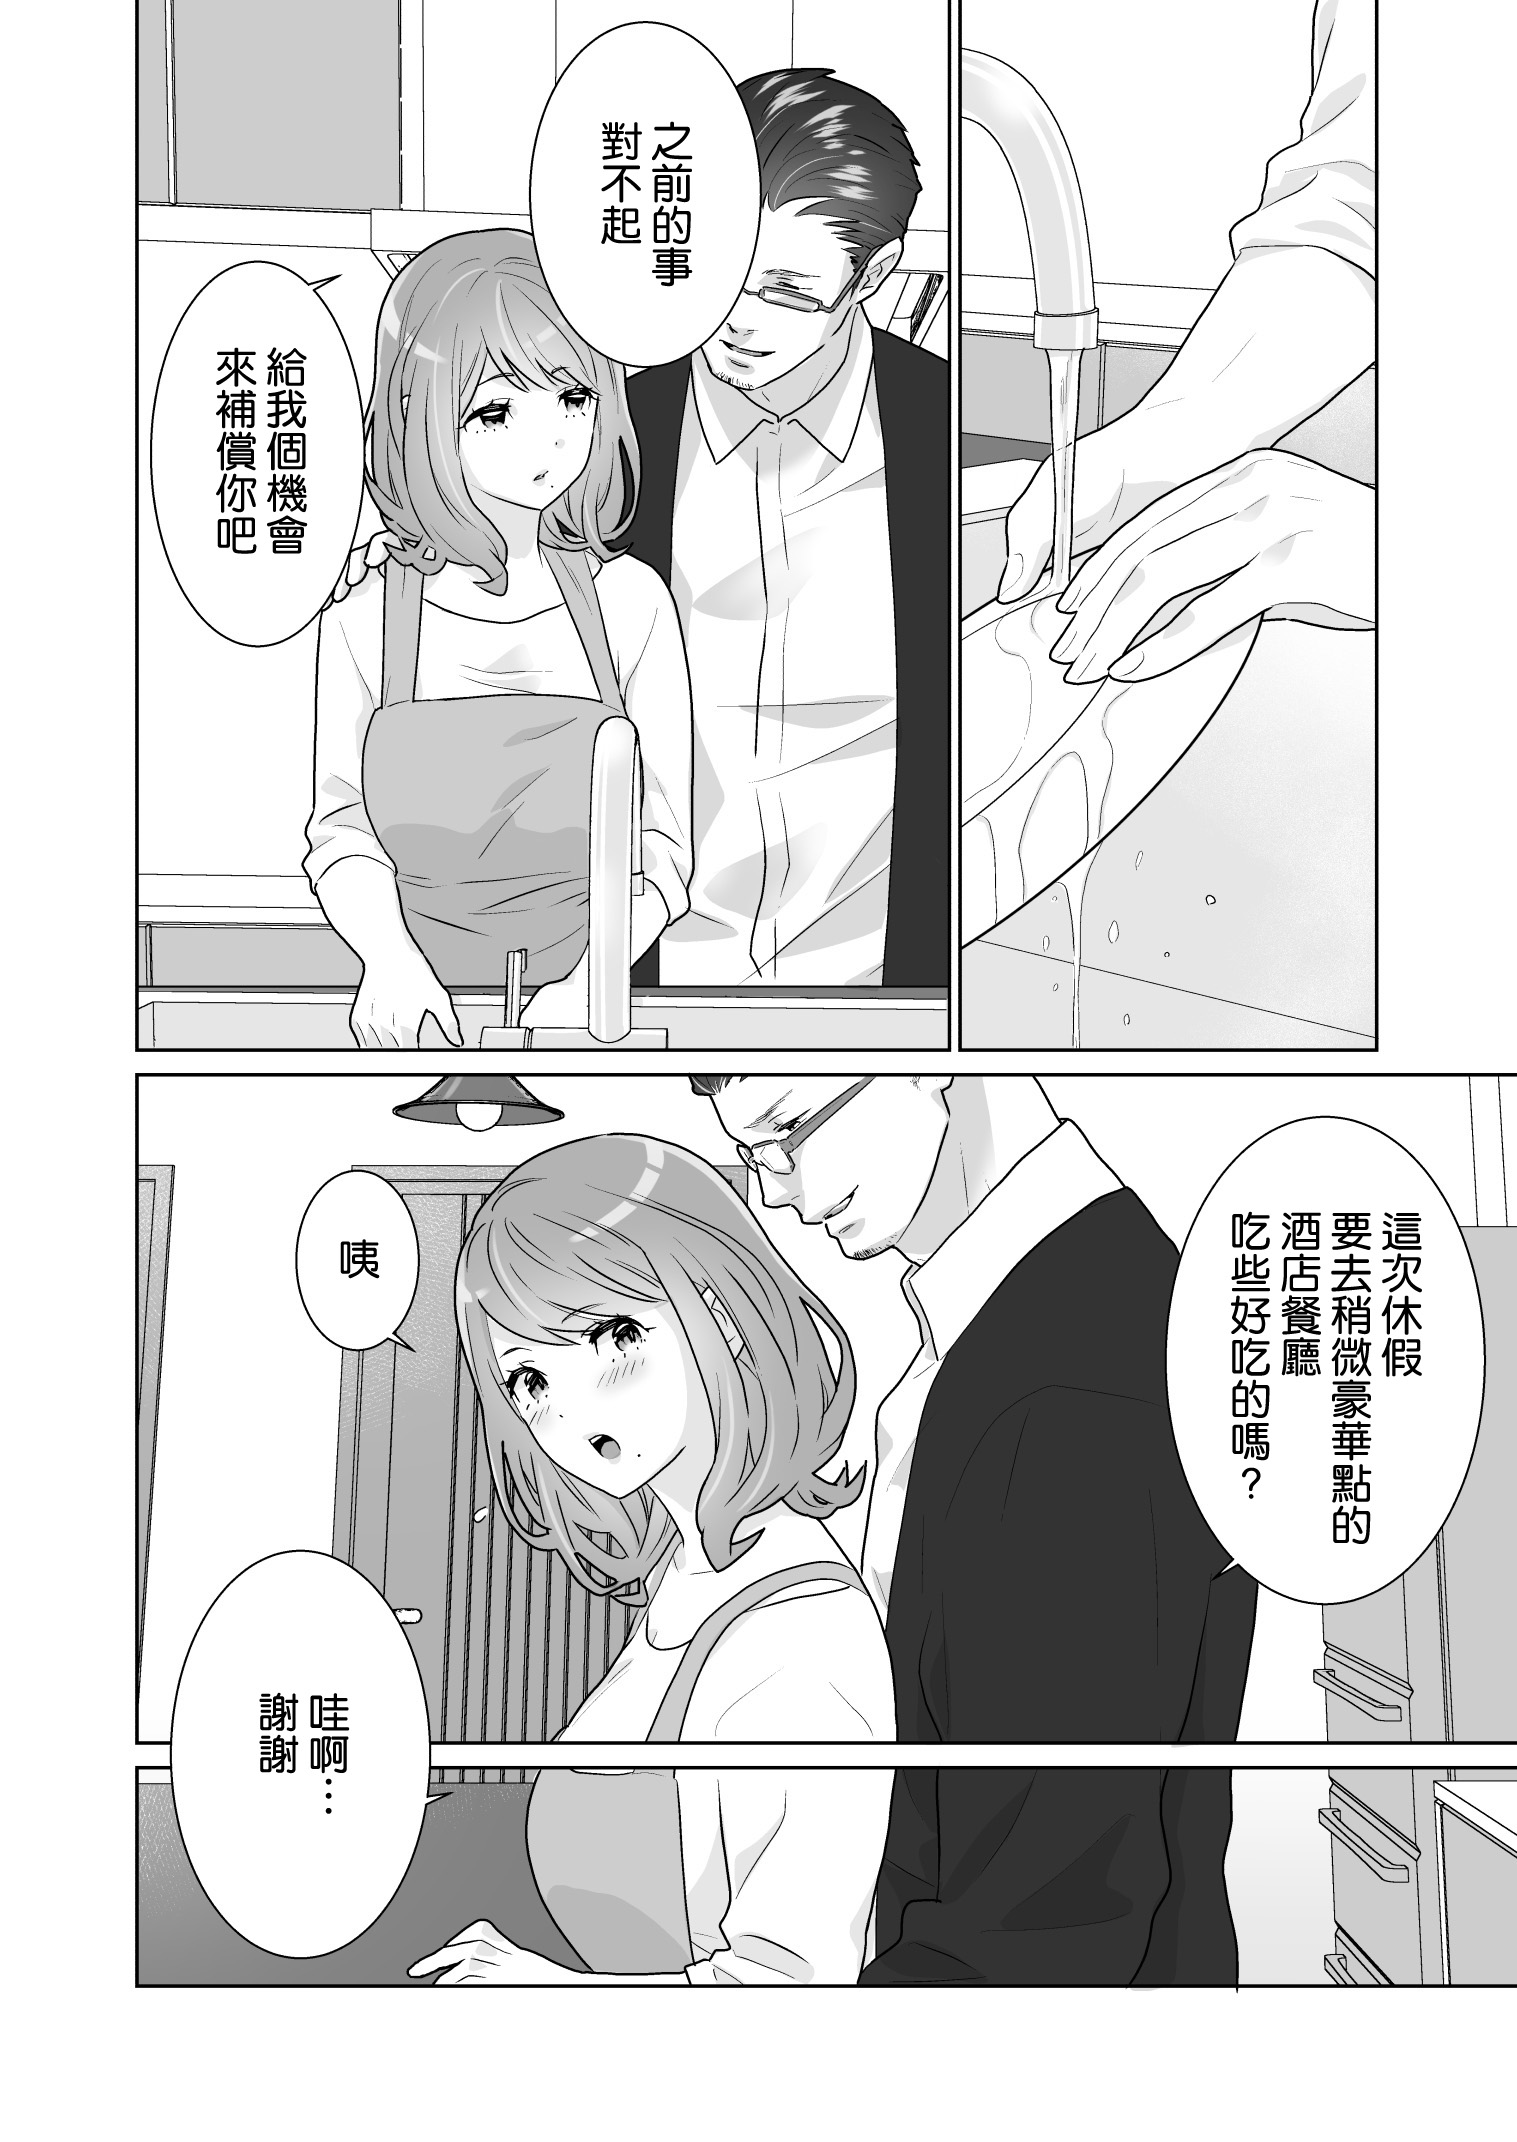 之前的事
對不起
給我個機會
來補償你吧
這次休假
要去稍微豪華點的
酒店餐廳
吃些好吃的嗎?
咦
哇啊…
謝謝